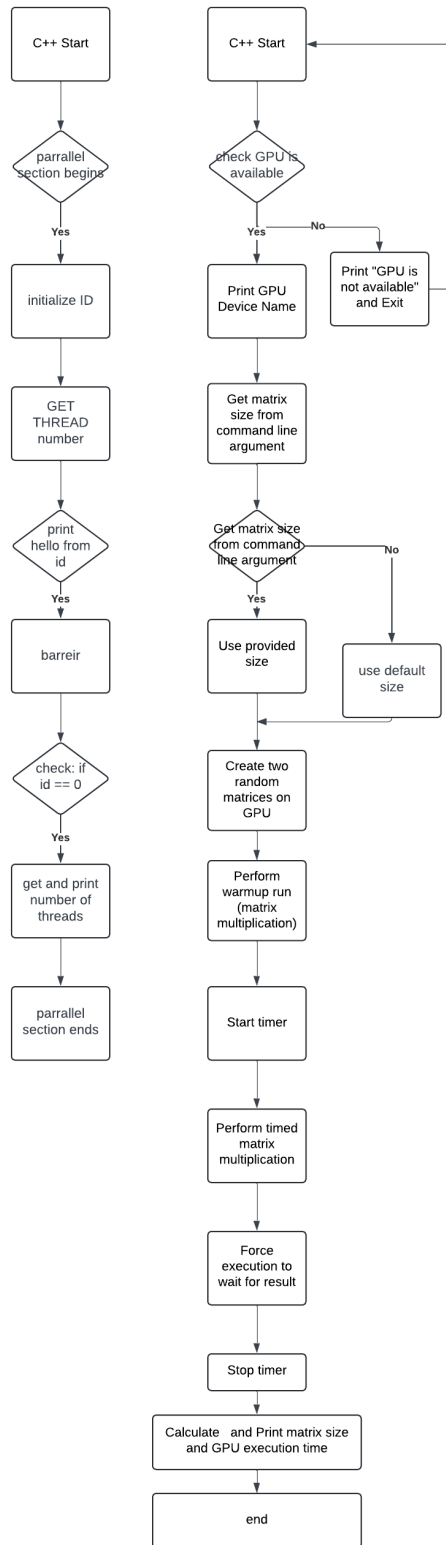 C++ Start
parrallel
section begins
Yes
initialize ID
GET
THREAD
number
print
hello from
id
Yes
barreir
check: if
id == 0
Yes
get and print
number of
threads
parrallel
section ends
C++ Start
check GPU is
available
Yes
No
Print GPU
Device Name
Print "GPU is
not available"
and Exit
Get matrix
size from
command line
argument
Get matrix size
from command
line argument
No
Yes
Use provided
size
use default
size
Create two
random
matrices on
GPU
Perform
warmup run
(matrix
multiplication)
Start timer
Perform timed
matrix
multiplication
Force
execution to
wait for result
Stop timer
Calculate   and Print matrix size
and GPU execution time
end